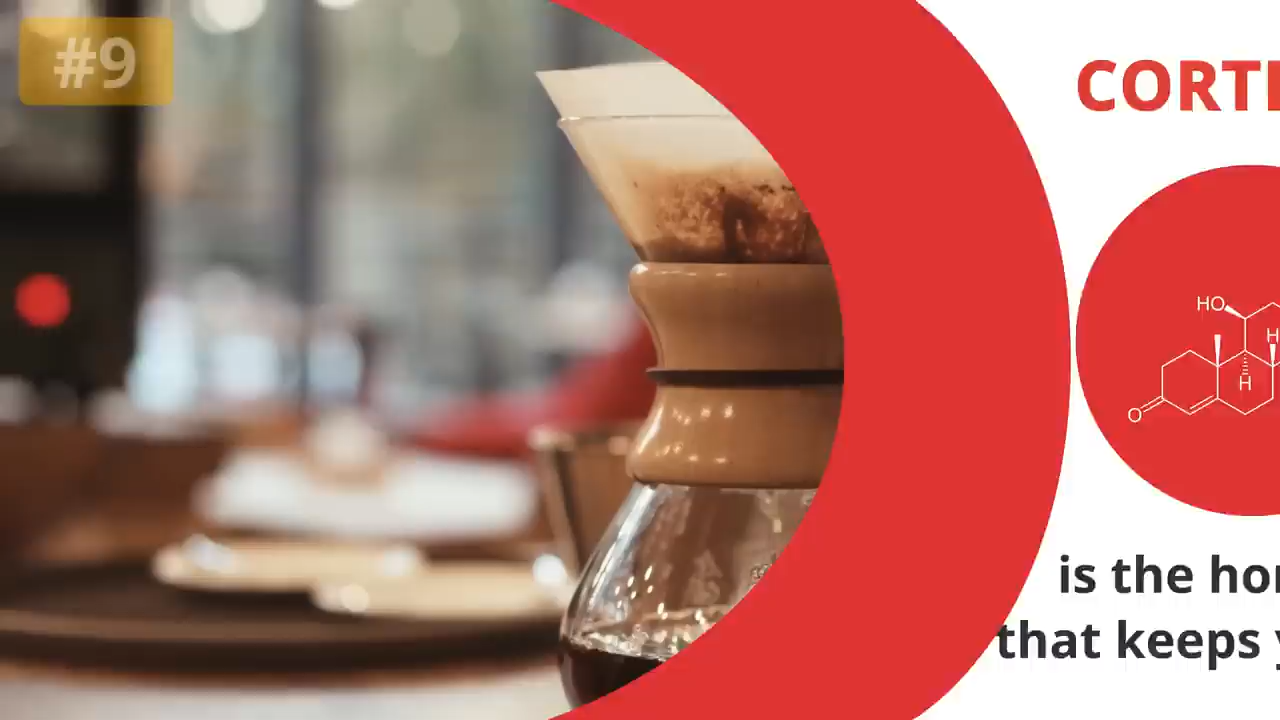 #9
CORTI
HO
H
H
O
is the hor
that keeps y